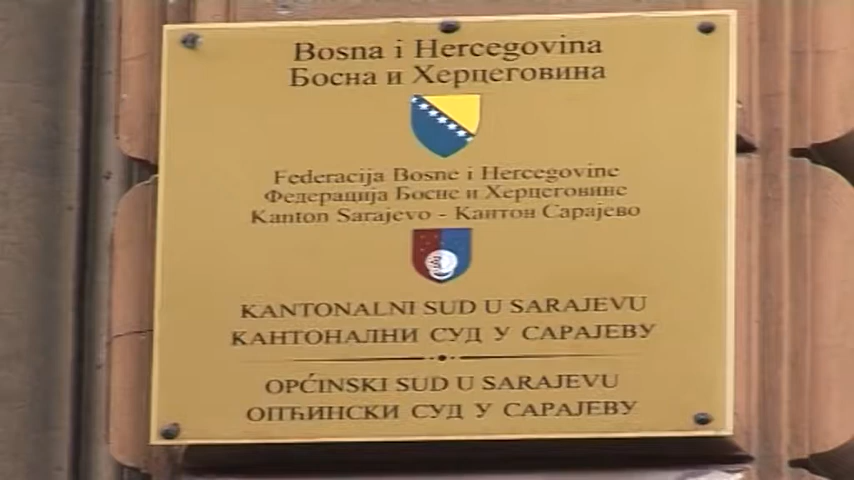 Bosna i Hercegovina
Босна и Херцеговина
Federacija Bosne i Hercegovine
Федерација Босне и Херцеговине
Kanton Sarajevo - Кантон Сарајево
KANTONALNI SUD U SARAJEVU
КАНТОНАЛНИ СУД У САРАЈЕВУ
OPĆINSKI SUD U SARAJEVU
ОПЋИНСКИ СУД У САРАЈЕВУ